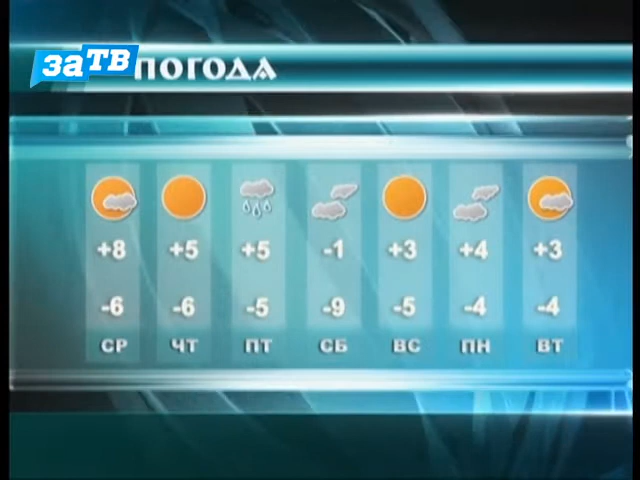 заТВ
ПОГОДА
+8 +5 +5 -1 +3 +4 +3
-6 -6 -5 -9 -5 -4 -4
СР ЧТ ПТ СБ ВС ПН ВТ